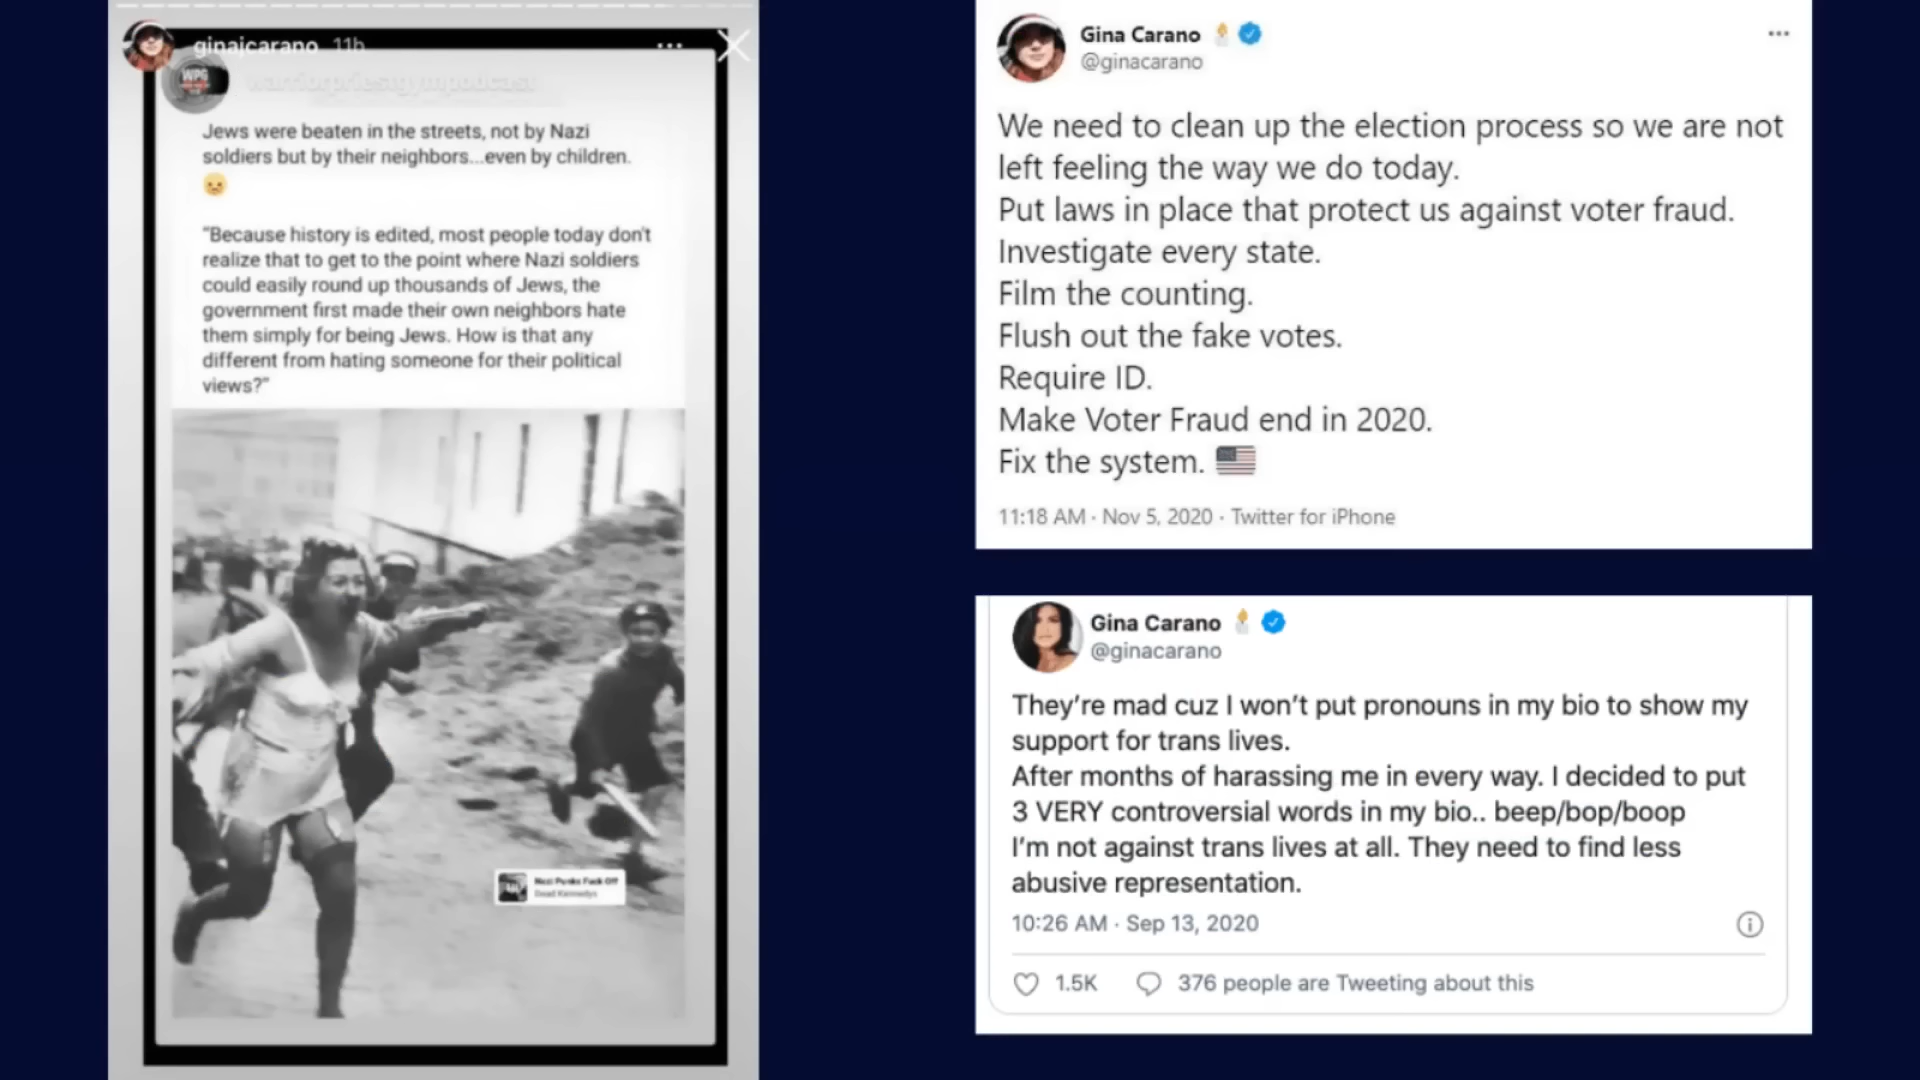 ginajcarano 11h
WPG
warriorpriestgympodcast
Jews were beaten in the streets, not by Nazi
soldiers but by their neighbors...even by children.
"Because history is edited, most people today don't
realize that to get to the point where Nazi soldiers
could easily round up thousands of Jews, the
government first made their own neighbors hate
them simply for being Jews. How is that any
different from hating someone for their political
views?"
Nazi Punks Fuck Off
Dead Kennedys
Gina Carano
@ginacarano
We need to clean up the election process so we are not
left feeling the way we do today.
Put laws in place that protect us against voter fraud.
Investigate every state.
Film the counting.
Flush out the fake votes.
Require ID.
Make Voter Fraud end in 2020.
Fix the system.
11:18 AM · Nov 5, 2020 · Twitter for iPhone
Gina Carano
@ginacarano
They're mad cuz I won't put pronouns in my bio to show my
support for trans lives.
After months of harassing me in every way. I decided to put
3 VERY controversial words in my bio.. beep/bop/boop
I'm not against trans lives at all. They need to find less
abusive representation.
10:26 AM · Sep 13, 2020
1.5K 376 people are Tweeting about this